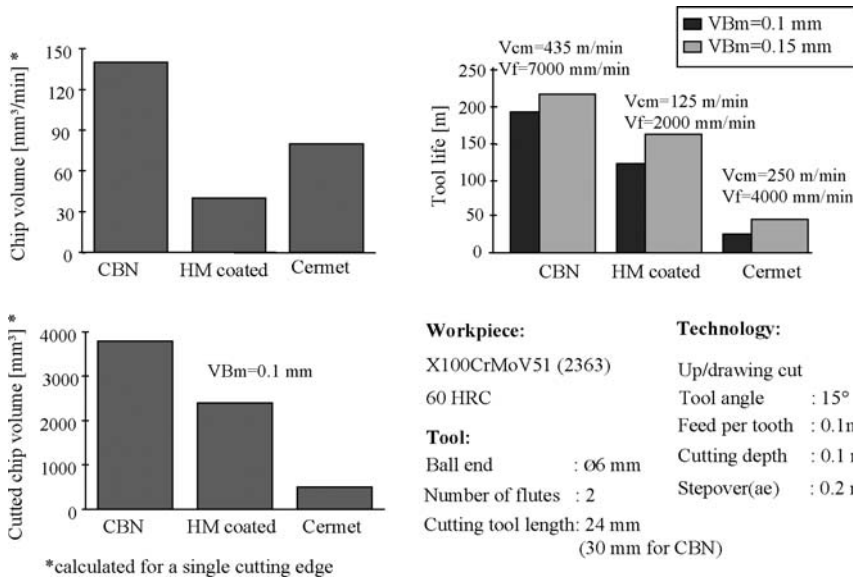 Chip volume [mm³/min] *
150
120
90
60
30
0
CBN
HM coated
Cermet
VBm=0.1 mm
VBm=0.15 mm
Tool life [m]
250
200
150
100
50
0
Vcm=435 m/min
Vf=7000 mm/min
Vcm=125 m/min
Vf=2000 mm/min
Vcm=250 m/min
Vf=4000 mm/min
CBN
HM coated
Cermet
Cutted chip volume [mm³] *
4000
3000
2000
1000
0
VBm=0.1 mm
CBN
HM coated
Cermet
*calculated for a single cutting edge
Workpiece:
X100CrMoV51 (2363)
60 HRC
Tool:
Ball end : Ø6 mm
Number of flutes : 2
Cutting tool length: 24 mm
(30 mm for CBN)
Technology:
Up/drawing cut
Tool angle : 15°
Feed per tooth : 0.1
Cutting depth : 0.1
Stepover(ae) : 0.2